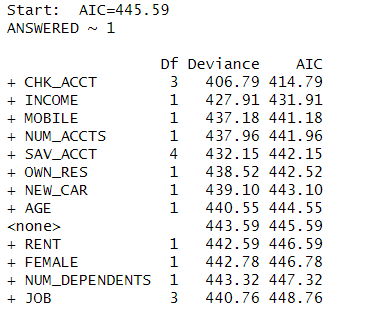 Start:  AIC=445.59
ANSWERED ~ 1

                 Df Deviance    AIC
+ CHK_ACCT        3   406.79 414.79
+ INCOME          1   427.91 431.91
+ MOBILE          1   437.18 441.18
+ NUM_ACCTS       1   437.96 441.96
+ SAV_ACCT        4   432.15 442.15
+ OWN_RES         1   438.52 442.52
+ NEW_CAR         1   439.10 443.10
+ AGE             1   440.55 444.55
<none>                443.59 445.59
+ RENT            1   442.59 446.59
+ FEMALE          1   442.78 446.78
+ NUM_DEPENDENTS  1   443.32 447.32
+ JOB             3   440.76 448.76